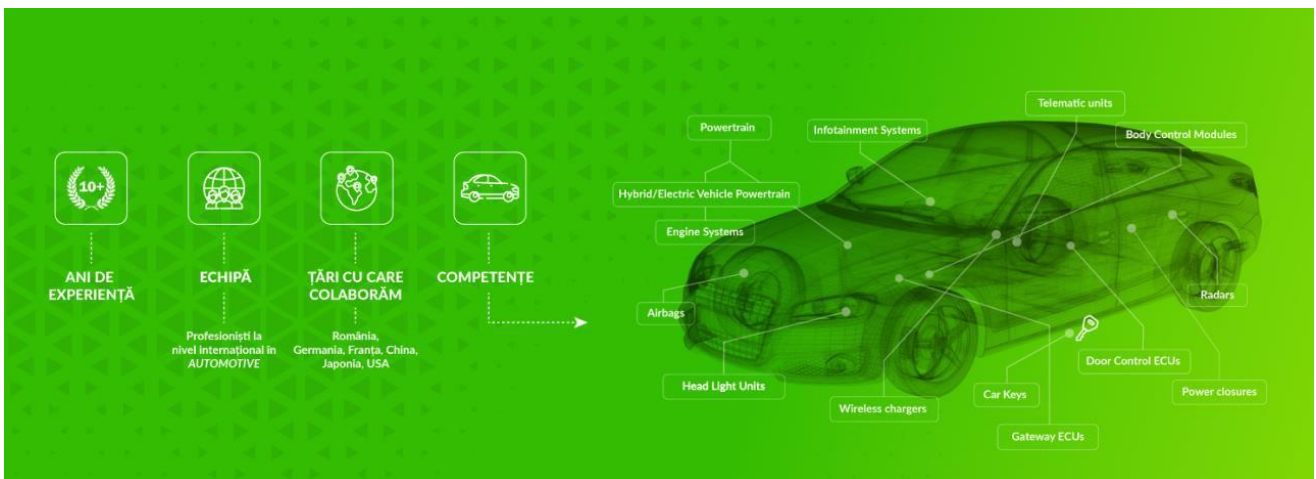 10+
ANI DE
EXPERIENȚĂ
ECHIPĂ
Profesioniști la
nivel internațional în
AUTOMOTIVE
ȚĂRI CU CARE
COLABORĂM
România,
Germania, Franța, China,
Japonia, USA
COMPETENȚE
Powertrain
Infotainment Systems
Telematic units
Body Control Modules
Hybrid/Electric Vehicle Powertrain
Engine Systems
Airbags
Radars
Head Light Units
Wireless chargers
Car Keys
Door Control ECUs
Power closures
Gateway ECUs